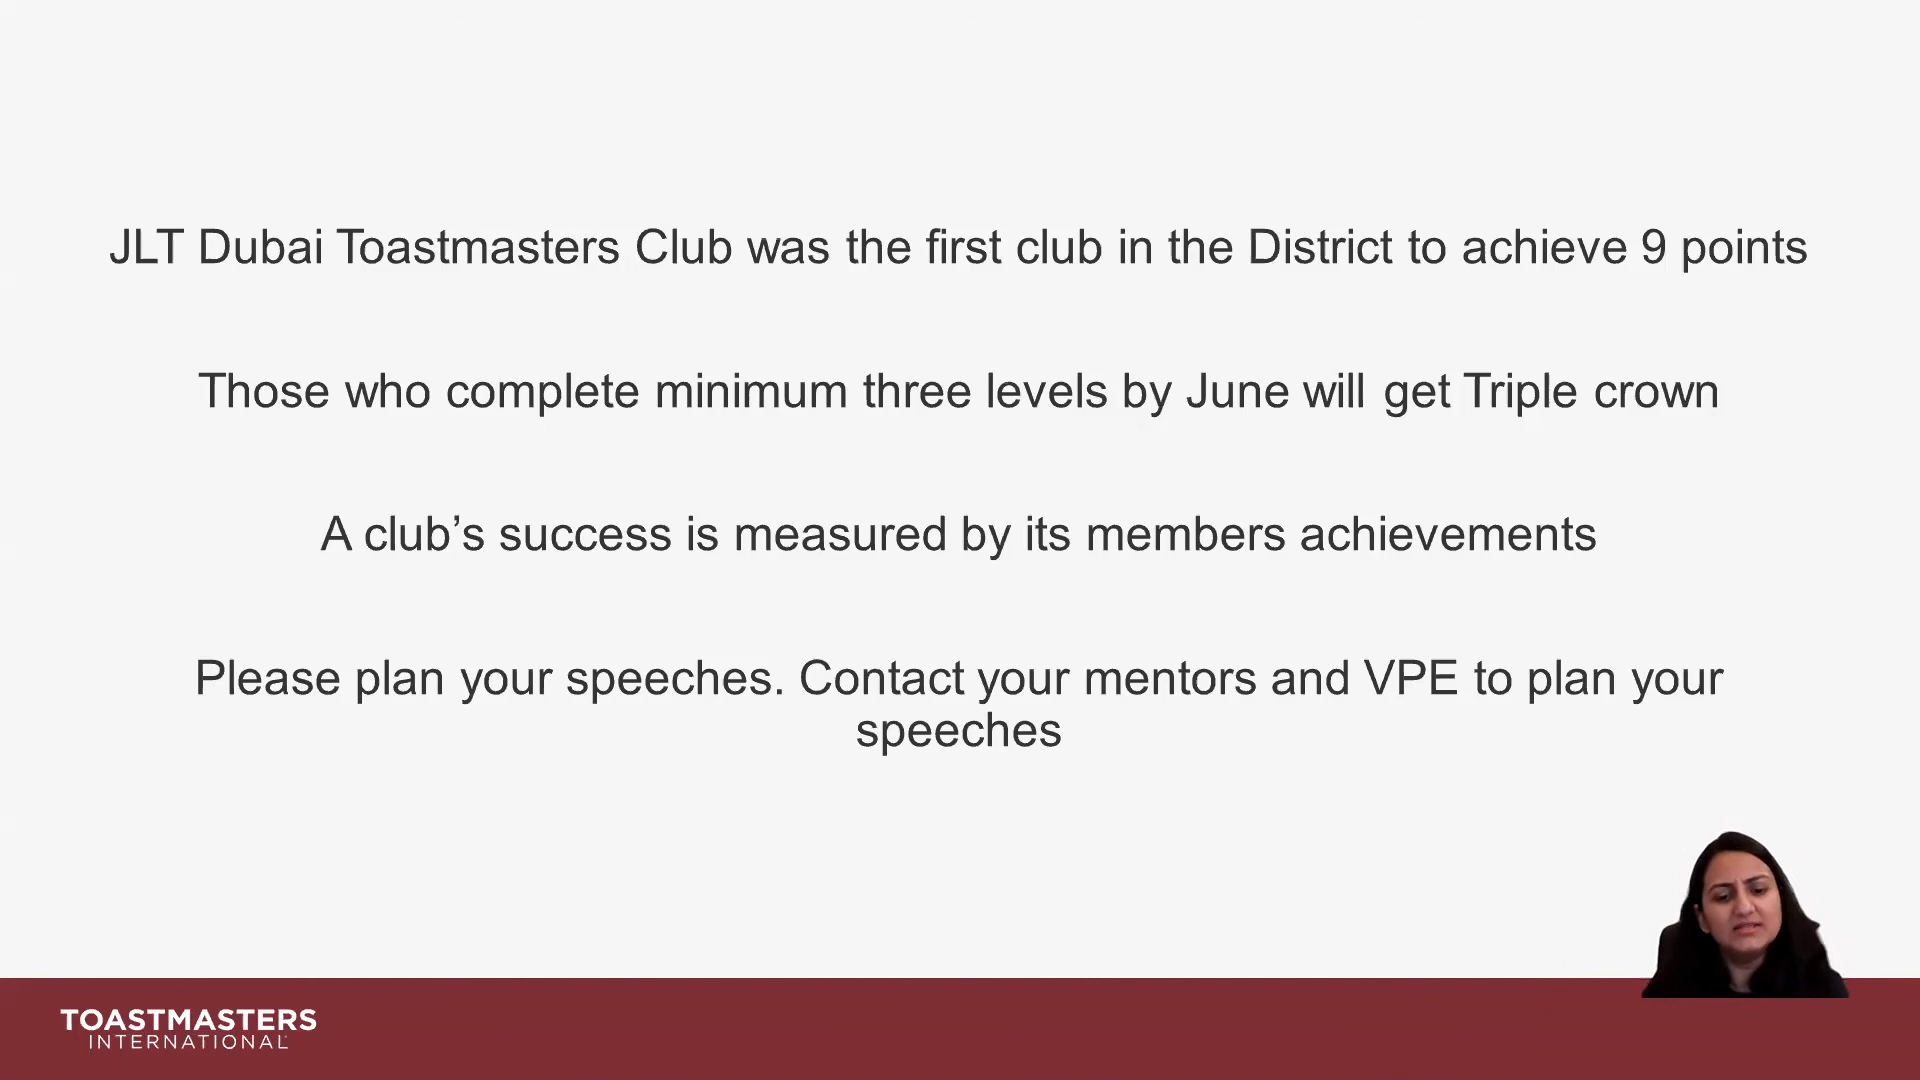 JLT Dubai Toastmasters Club was the first club in the District to achieve 9 points
Those who complete minimum three levels by June will get Triple crown
A club’s success is measured by its members achievements
Please plan your speeches. Contact your mentors and VPE to plan your
speeches
TOASTMASTERS
INTERNATIONAL